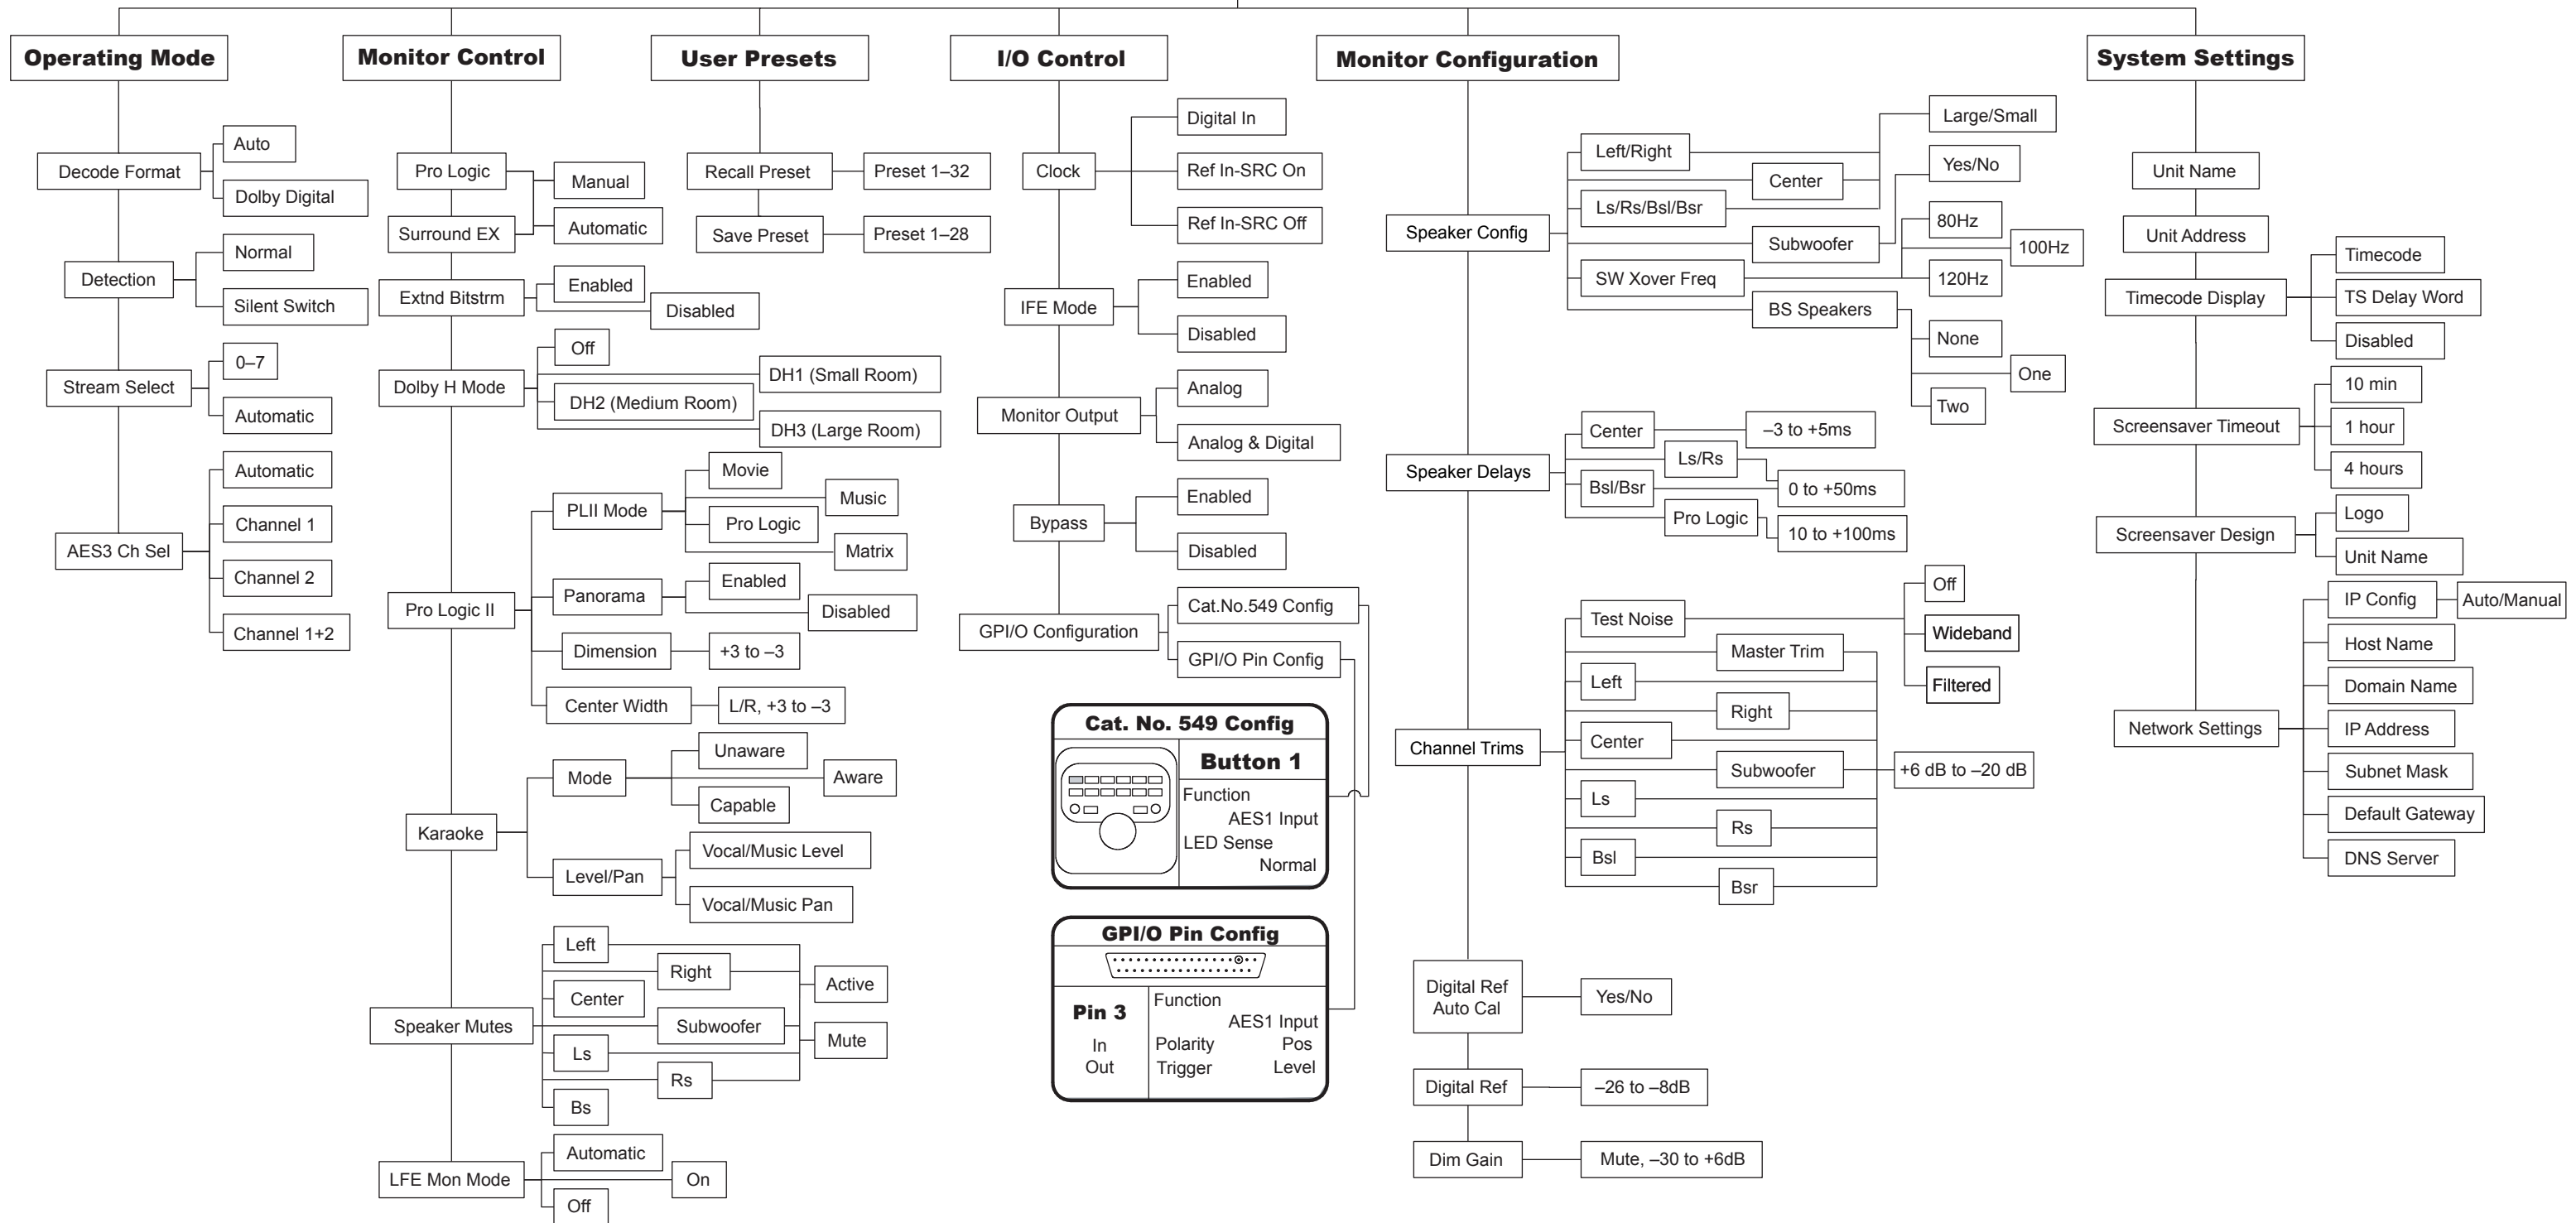 Operating Mode
Decode Format
Auto
Dolby Digital
Detection
Normal
Silent Switch
Stream Select
0–7
Automatic
AES3 Ch Sel
Automatic
Channel 1
Channel 2
Channel 1+2
Monitor Control
Pro Logic
Manual
Surround EX
Automatic
Extnd Bitstrm
Enabled
Disabled
Dolby H Mode
Off
DH1 (Small Room)
DH2 (Medium Room)
DH3 (Large Room)
Pro Logic II
PLII Mode
Movie
Music
Pro Logic
Matrix
Panorama
Enabled
Disabled
Dimension
+3 to –3
Center Width
L/R, +3 to –3
Karaoke
Mode
Unaware
Aware
Capable
Level/Pan
Vocal/Music Level
Vocal/Music Pan
Speaker Mutes
Left
Right
Center
Subwoofer
Ls
Rs
Bs
Active
Mute
LFE Mon Mode
Automatic
On
Off
User Presets
Recall Preset
Preset 1–32
Save Preset
Preset 1–28
I/O Control
Clock
Digital In
Ref In-SRC On
Ref In-SRC Off
IFE Mode
Enabled
Disabled
Monitor Output
Analog
Analog & Digital
Bypass
Enabled
Disabled
GPI/O Configuration
Cat.No.549 Config
GPI/O Pin Config
Cat. No. 549 Config
Button 1
Function
AES1 Input
LED Sense
Normal
GPI/O Pin Config
Pin 3
In
Out
Function
AES1 Input
Polarity Pos
Trigger Level
Monitor Configuration
Speaker Config
Left/Right
Center
Ls/Rs/Bsl/Bsr
Large/Small
Subwoofer
Yes/No
SW Xover Freq
80Hz
100Hz
120Hz
BS Speakers
None
One
Two
Speaker Delays
Center
–3 to +5ms
Ls/Rs
Bsl/Bsr
0 to +50ms
Pro Logic
10 to +100ms
Channel Trims
Test Noise
Off
Wideband
Filtered
Master Trim
Left
Right
Center
Subwoofer
Ls
Rs
Bsl
Bsr
+6 dB to –20 dB
Digital Ref
Auto Cal
Yes/No
Digital Ref
–26 to –8dB
Dim Gain
Mute, –30 to +6dB
System Settings
Unit Name
Unit Address
Timecode Display
Timecode
TS Delay Word
Disabled
Screensaver Timeout
10 min
1 hour
4 hours
Screensaver Design
Logo
Unit Name
Network Settings
IP Config
Auto/Manual
Host Name
Domain Name
IP Address
Subnet Mask
Default Gateway
DNS Server